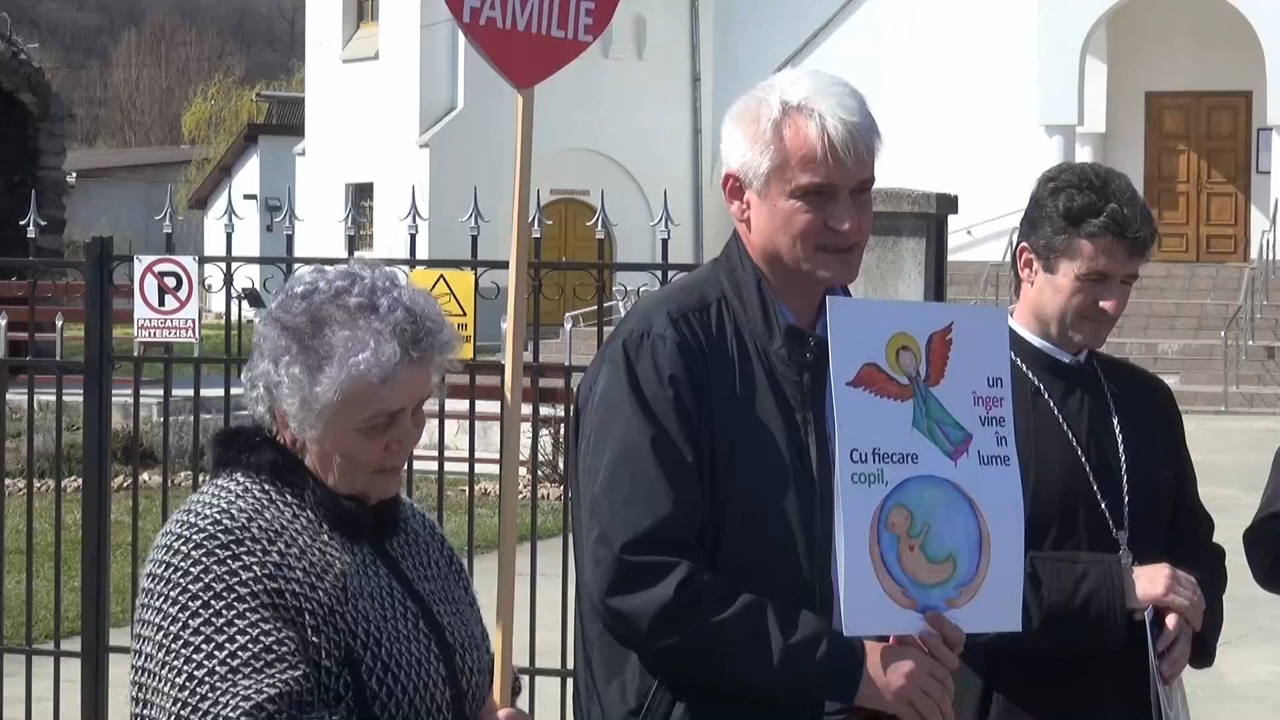 FAMILIE
PARCAREA
INTERZISĂ
un
înger
vine
în
lume
Cu fiecare
copil,